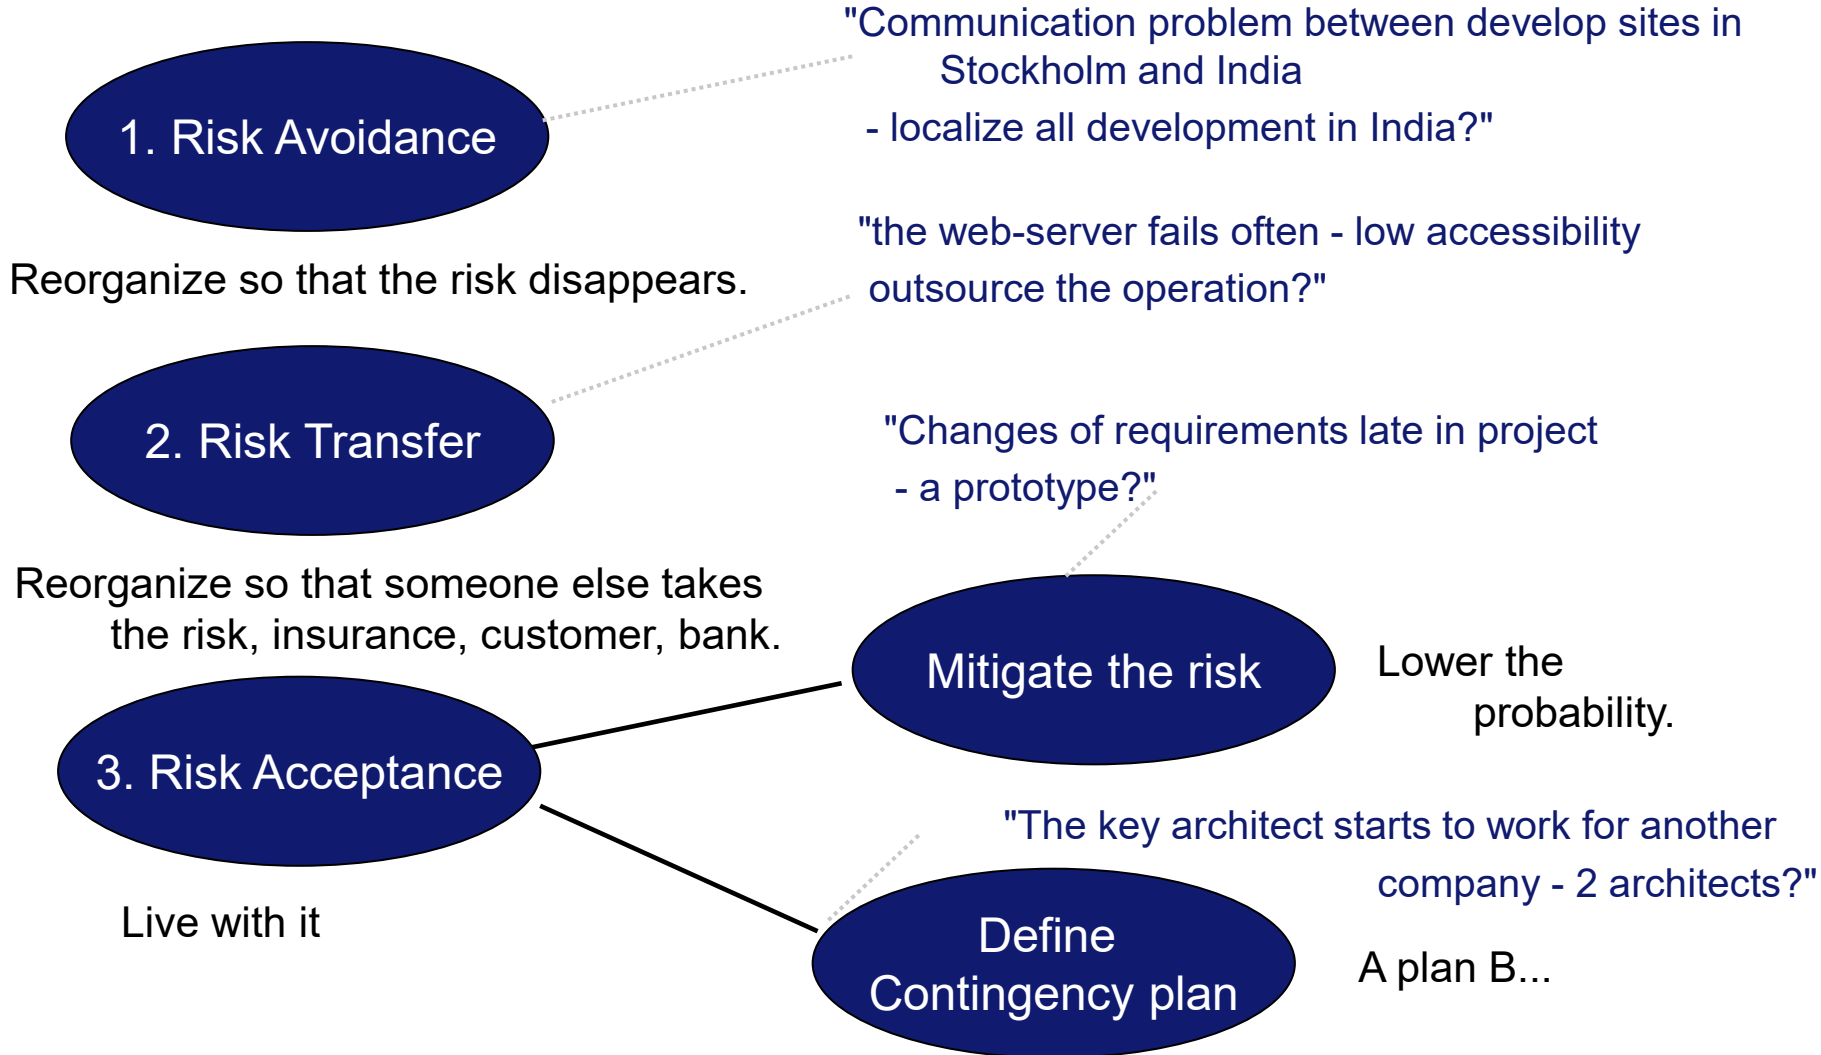 "Communication problem between develop sites in
Stockholm and India
- localize all development in India?"
1. Risk Avoidance
Reorganize so that the risk disappears.
"the web-server fails often - low accessibility
outsource the operation?"
2. Risk Transfer
Reorganize so that someone else takes
the risk, insurance, customer, bank.
"Changes of requirements late in project
- a prototype?"
Mitigate the risk
Lower the
probability.
3. Risk Acceptance
Live with it
"The key architect starts to work for another
company - 2 architects?"
Define
Contingency plan
A plan B...